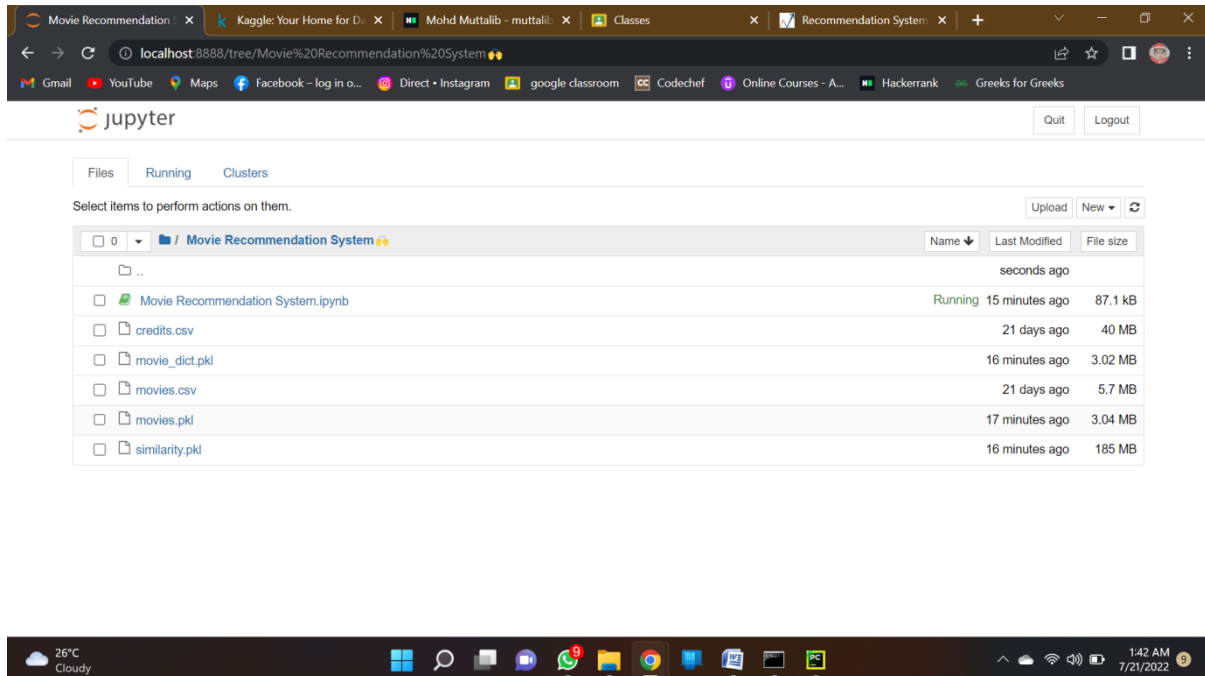 Movie Recommendation S
Kaggle: Your Home for Da
Mohd Muttalib - muttalib
Classes
Recommendation System
localhost:8888/tree/Movie%20Recommendation%20System🙌
Gmail YouTube Maps Facebook – log in o... Direct • Instagram google classroom CC Codechef Online Courses - A... Hackerrank Greeks for Greeks
jupyter Quit Logout
Files Running Clusters
Select items to perform actions on them. Upload New
0 / Movie Recommendation System🙌 Name Last Modified File size
.. seconds ago
Movie Recommendation System.ipynb Running 15 minutes ago 87.1 kB
credits.csv 21 days ago 40 MB
movie_dict.pkl 16 minutes ago 3.02 MB
movies.csv 21 days ago 5.7 MB
movies.pkl 17 minutes ago 3.04 MB
similarity.pkl 16 minutes ago 185 MB
26°C
Cloudy
9
PC
1:42 AM
7/21/2022
9